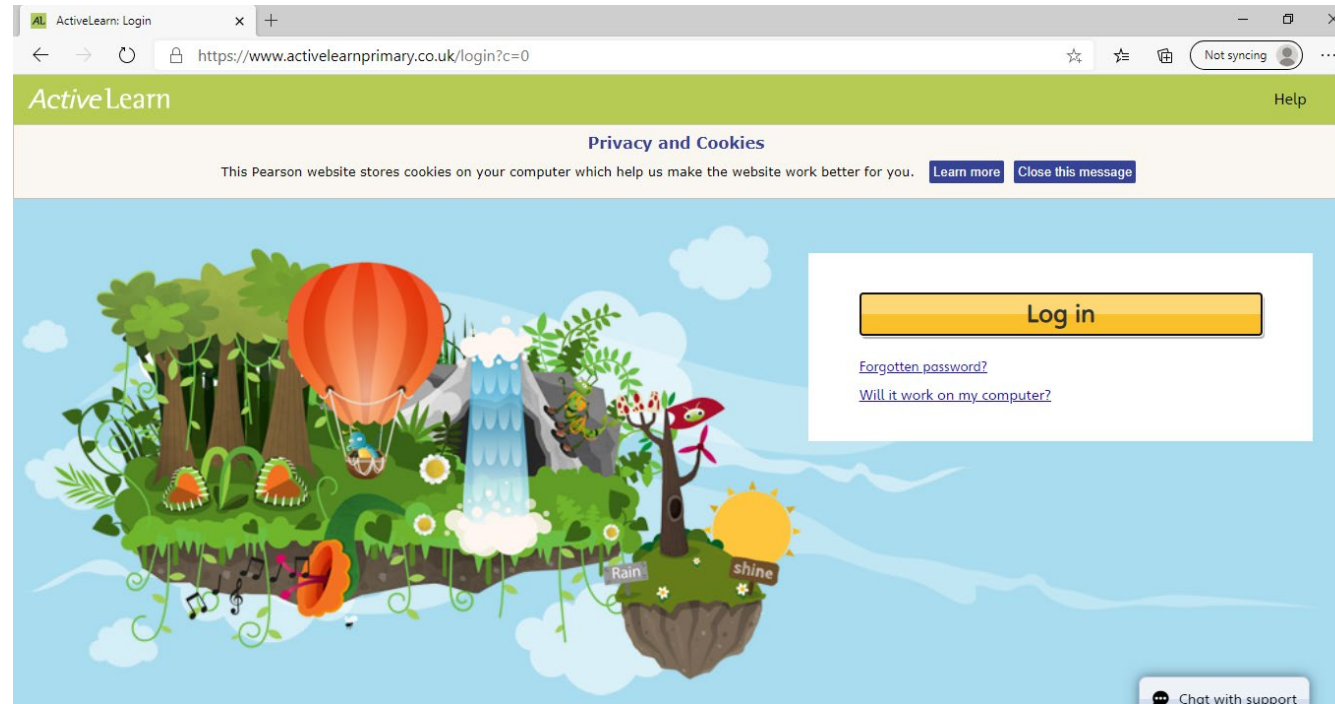 AL ActiveLearn: Login
https://www.activelearnprimary.co.uk/login?c=0
Not syncing
ActiveLearn
Help
Privacy and Cookies
This Pearson website stores cookies on your computer which help us make the website work better for you. Learn more Close this message
Log in
Forgotten password?
Will it work on my computer?
Rain
shine
Chat with support